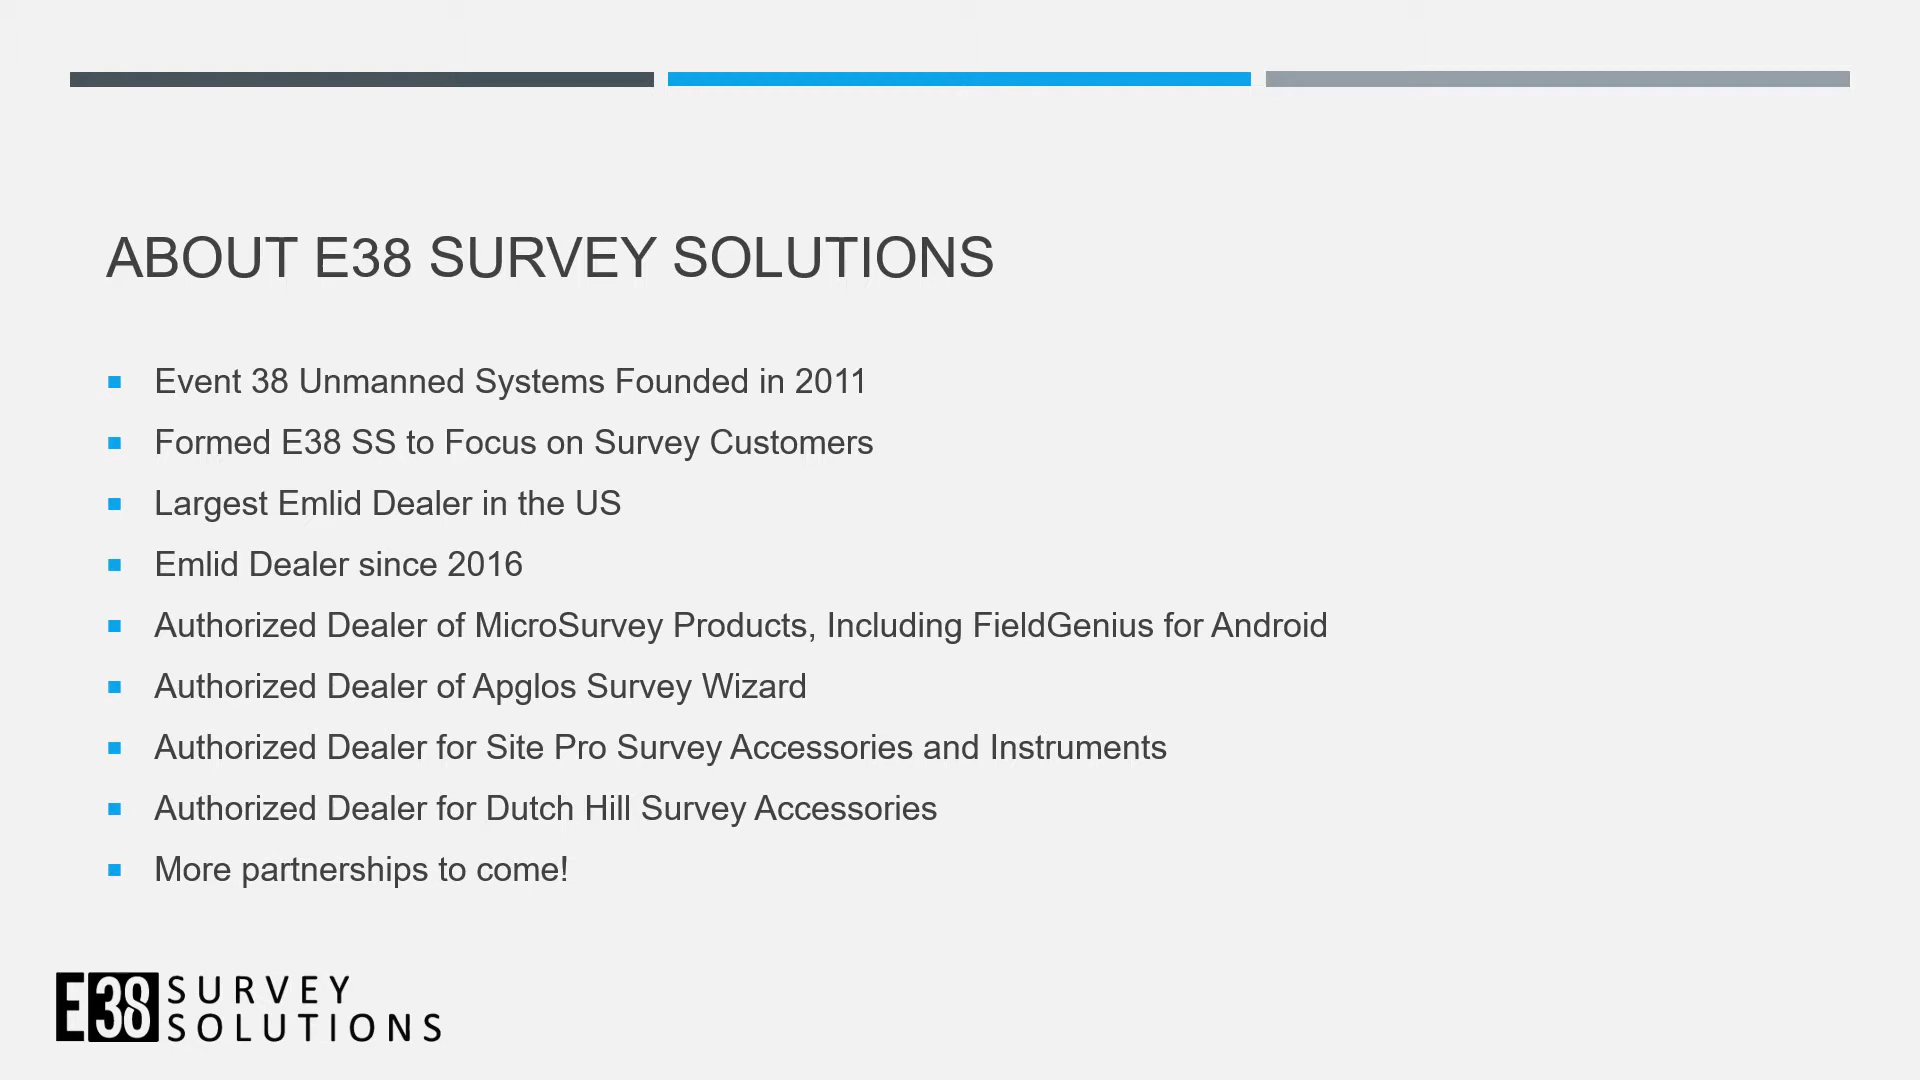 ABOUT E38 SURVEY SOLUTIONS
Event 38 Unmanned Systems Founded in 2011
Formed E38 SS to Focus on Survey Customers
Largest Emlid Dealer in the US
Emlid Dealer since 2016
Authorized Dealer of MicroSurvey Products, Including FieldGenius for Android
Authorized Dealer of Apglos Survey Wizard
Authorized Dealer for Site Pro Survey Accessories and Instruments
Authorized Dealer for Dutch Hill Survey Accessories
More partnerships to come!
E38 SURVEY
SOLUTIONS